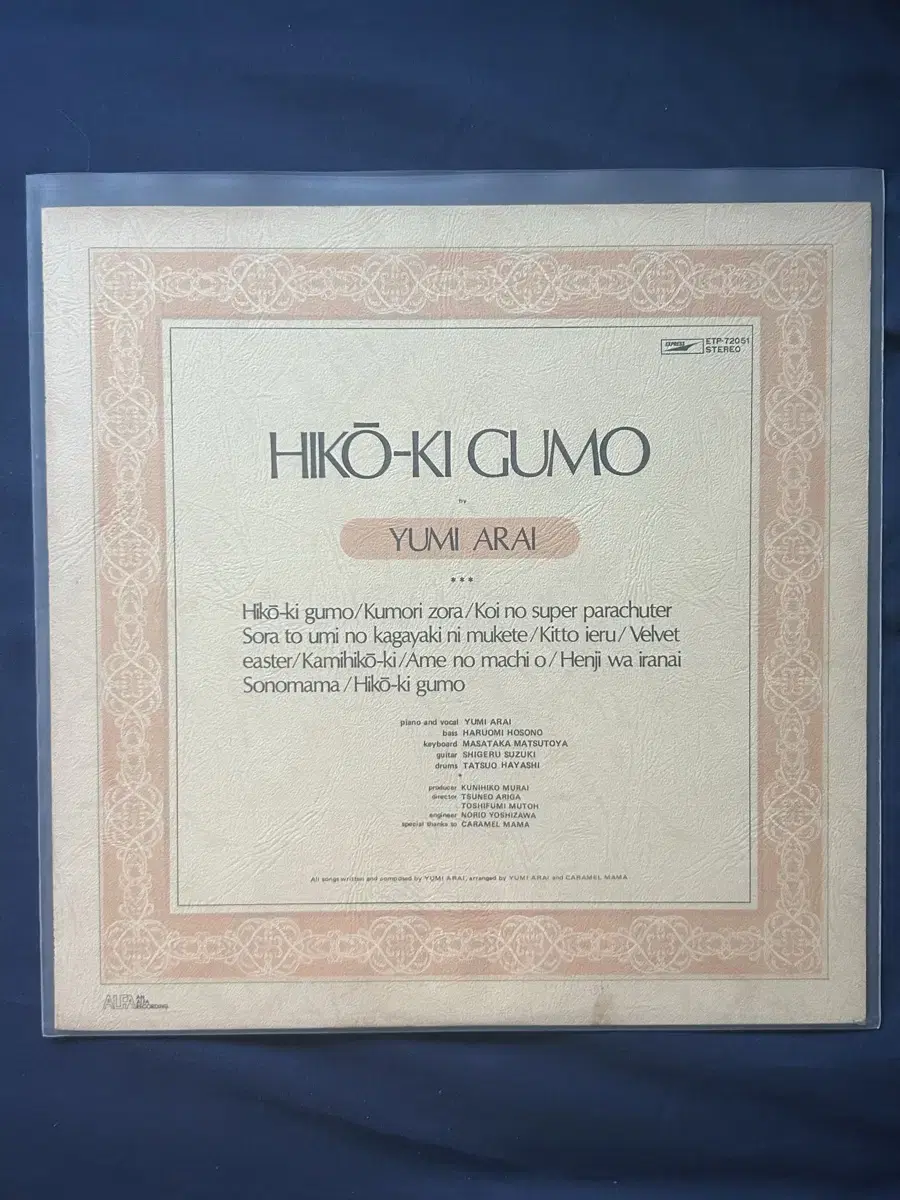 EXPRESS ETP-72051
STEREO
HIKŌ-KI GUMO
by
YUMI ARAI
***
Hikō-ki gumo/Kumori zora/Koi no super parachuter
Sora to umi no kagayaki ni mukete/Kitto ieru/Velvet
easter/Kamihikō-ki/Ame no machi o/Henji wa iranai
Sonomama/Hikō-ki gumo
piano and vocal YUMI ARAI
bass HARUOMI HOSONO
keyboard MASATAKA MATSUTOYA
guitar SHIGERU SUZUKI
drums TATSUO HAYASHI
*
producer KUNIHIKO MURAI
director TSUNEO ARIGA
TOSHIFUMI MUTOH
engineer NORIO YOSHIZAWA
special thanks to CARAMEL MAMA
All songs written and composed by YUMI ARAI, arranged by YUMI ARAI and CARAMEL MAMA
ALFA AN
ALFA
RECORDING